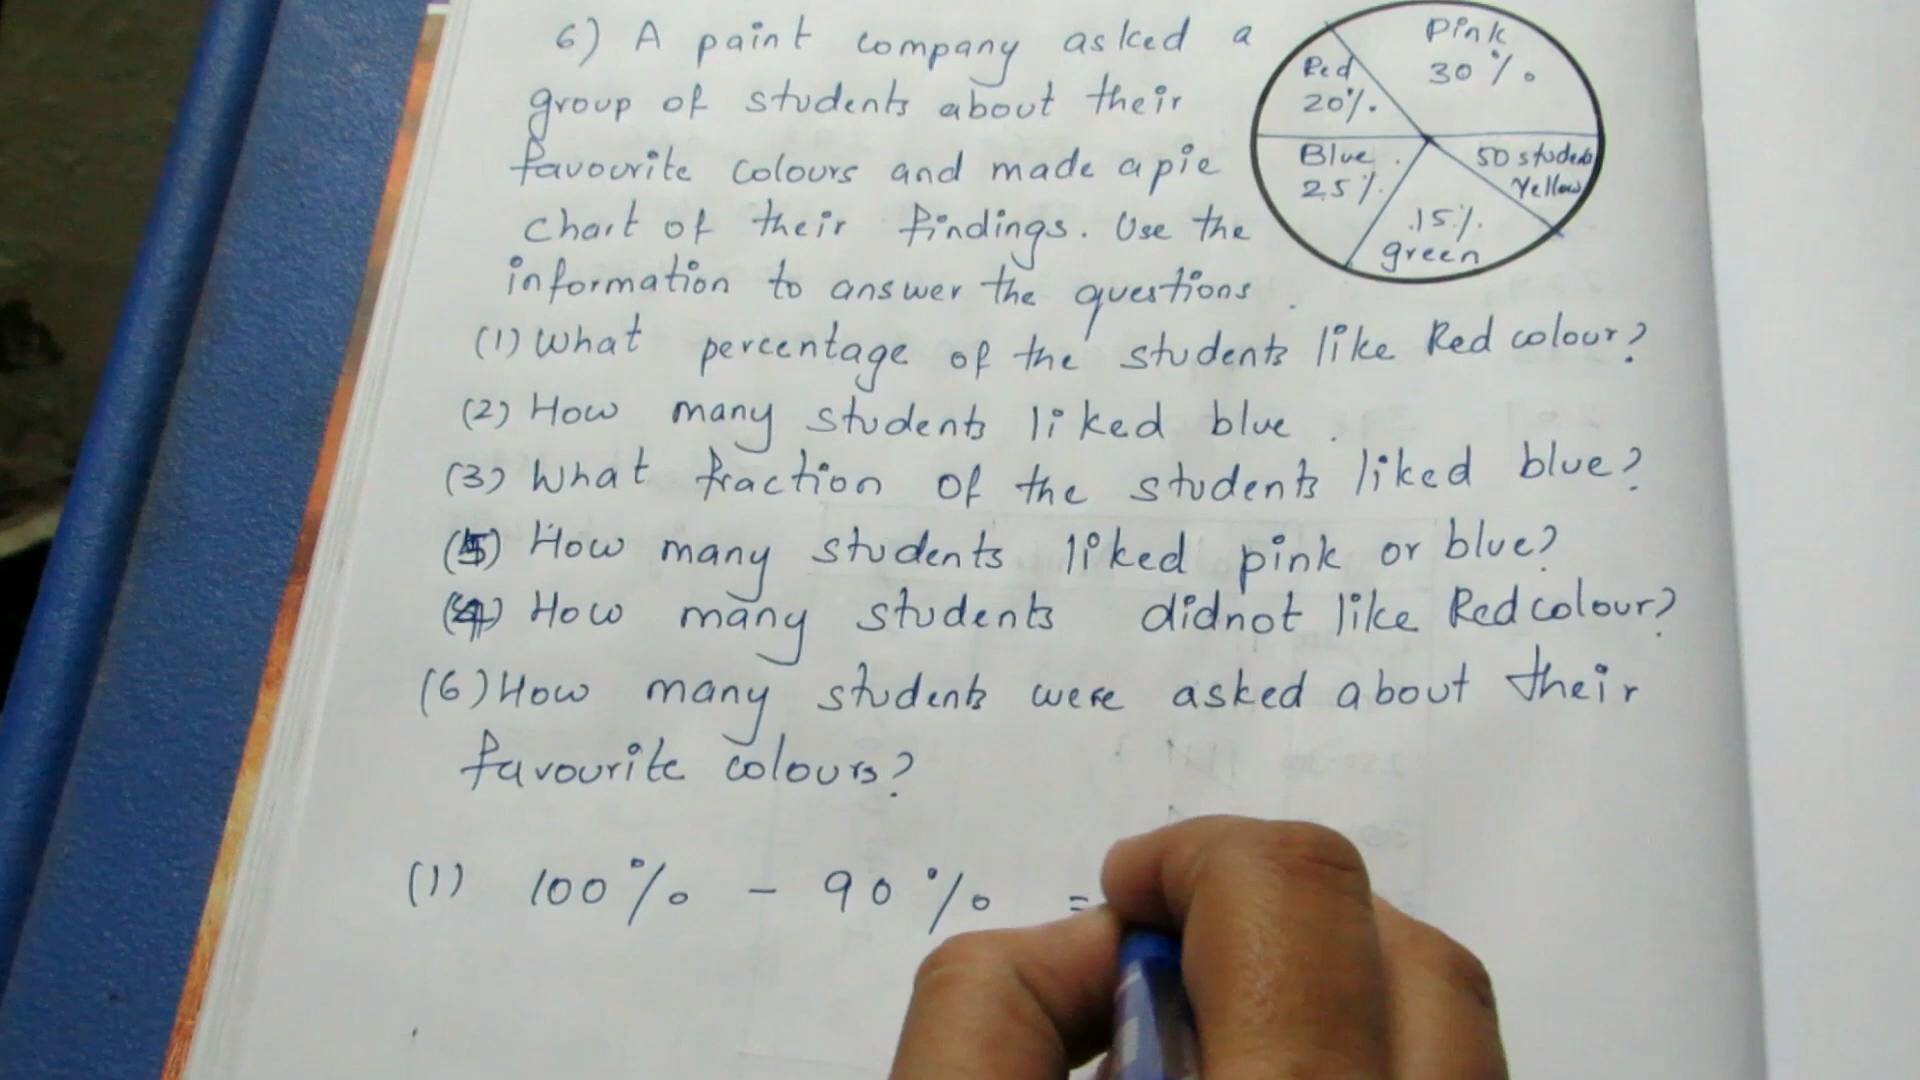 6) A paint company asked a
group of students about their
favourite colours and made a pie
chart of their findings. Use the
information to answer the questions.
Pink
30%
Red
20%.
Blue
25%.
50 students
Yellow
15%.
green
(1) What percentage of the students like Red colour?
(2) How many students liked blue.
(3) What fraction of the students liked blue?
(5) How many students liked pink or blue?
(4) How many students didnot like Red colour?
(6) How many students were asked about their
favourite colours?
(1) 100% - 90% =